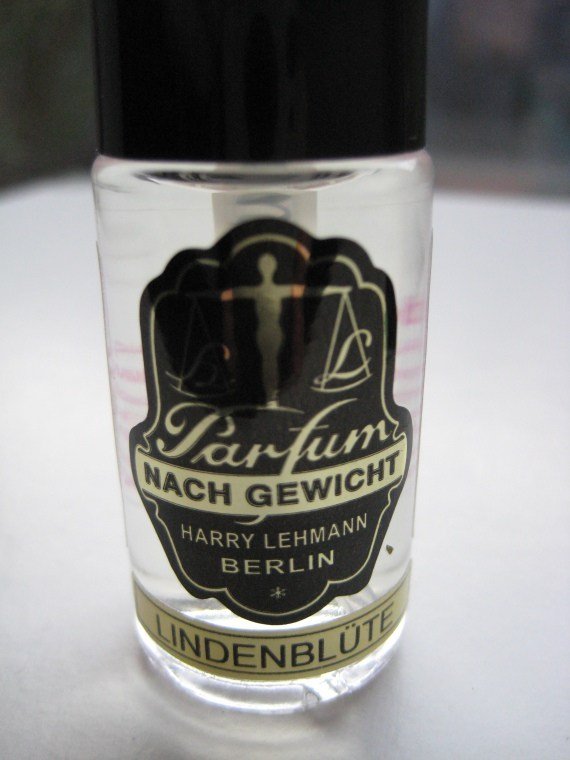 L L
Parfum
NACH GEWICHT
HARRY LEHMANN
BERLIN
LINDENBLÜTE